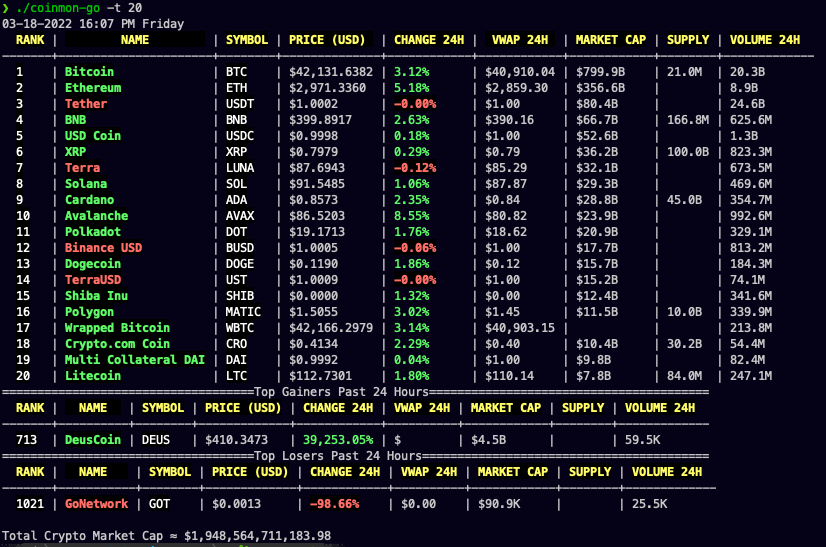 ❯ ./coinmon-go -t 20
03-18-2022 16:07 PM Friday
RANK | NAME | SYMBOL | PRICE (USD) | CHANGE 24H | VWAP 24H | MARKET CAP | SUPPLY | VOLUME 24H
1 | Bitcoin | BTC | $42,131.6382 | 3.12% | $40,910.04 | $799.9B | 21.0M | 20.3B
2 | Ethereum | ETH | $2,971.3360 | 5.18% | $2,859.30 | $356.6B | | 8.9B
3 | Tether | USDT | $1.0002 | -0.00% | $1.00 | $80.4B | | 24.6B
4 | BNB | BNB | $399.8917 | 2.63% | $390.16 | $66.7B | 166.8M | 625.6M
5 | USD Coin | USDC | $0.9998 | 0.18% | $1.00 | $52.6B | | 1.3B
6 | XRP | XRP | $0.7979 | 0.29% | $0.79 | $36.2B | 100.0B | 823.3M
7 | Terra | LUNA | $87.6943 | -0.12% | $85.29 | $32.1B | | 673.5M
8 | Solana | SOL | $91.5485 | 1.06% | $87.87 | $29.3B | | 469.6M
9 | Cardano | ADA | $0.8573 | 2.35% | $0.84 | $28.8B | 45.0B | 354.7M
10 | Avalanche | AVAX | $86.5203 | 8.55% | $80.82 | $23.9B | | 992.6M
11 | Polkadot | DOT | $19.1713 | 1.76% | $18.62 | $20.9B | | 329.1M
12 | Binance USD | BUSD | $1.0005 | -0.06% | $1.00 | $17.7B | | 813.2M
13 | Dogecoin | DOGE | $0.1190 | 1.86% | $0.12 | $15.7B | | 184.3M
14 | TerraUSD | UST | $1.0009 | -0.00% | $1.00 | $15.2B | | 74.1M
15 | Shiba Inu | SHIB | $0.0000 | 1.32% | $0.00 | $12.4B | | 341.6M
16 | Polygon | MATIC | $1.5055 | 3.02% | $1.45 | $11.5B | 10.0B | 339.9M
17 | Wrapped Bitcoin | WBTC | $42,166.2979 | 3.14% | $40,903.15 | | | 213.8M
18 | Crypto.com Coin | CRO | $0.4134 | 2.29% | $0.40 | $10.4B | 30.2B | 54.4M
19 | Multi Collateral DAI | DAI | $0.9992 | 0.04% | $1.00 | $9.8B | | 82.4M
20 | Litecoin | LTC | $112.7301 | 1.80% | $110.14 | $7.8B | 84.0M | 247.1M
====================================Top Gainers Past 24 Hours========================================
RANK | NAME | SYMBOL | PRICE (USD) | CHANGE 24H | VWAP 24H | MARKET CAP | SUPPLY | VOLUME 24H
713 | DeusCoin | DEUS | $410.3473 | 39,253.05% | $ | $4.5B | | 59.5K
====================================Top Losers Past 24 Hours=========================================
RANK | NAME | SYMBOL | PRICE (USD) | CHANGE 24H | VWAP 24H | MARKET CAP | SUPPLY | VOLUME 24H
1021 | GoNetwork | GOT | $0.0013 | -98.66% | $0.00 | $90.9K | | 25.5K
Total Crypto Market Cap ≈ $1,948,564,711,183.98